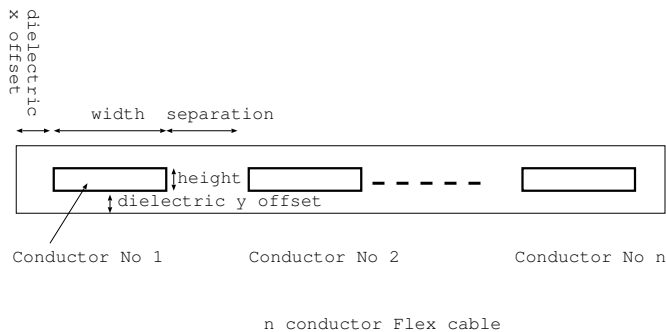 dielectric
x offset
width
separation
height
dielectric y offset
Conductor No 1
Conductor No 2
Conductor No n
n conductor Flex cable